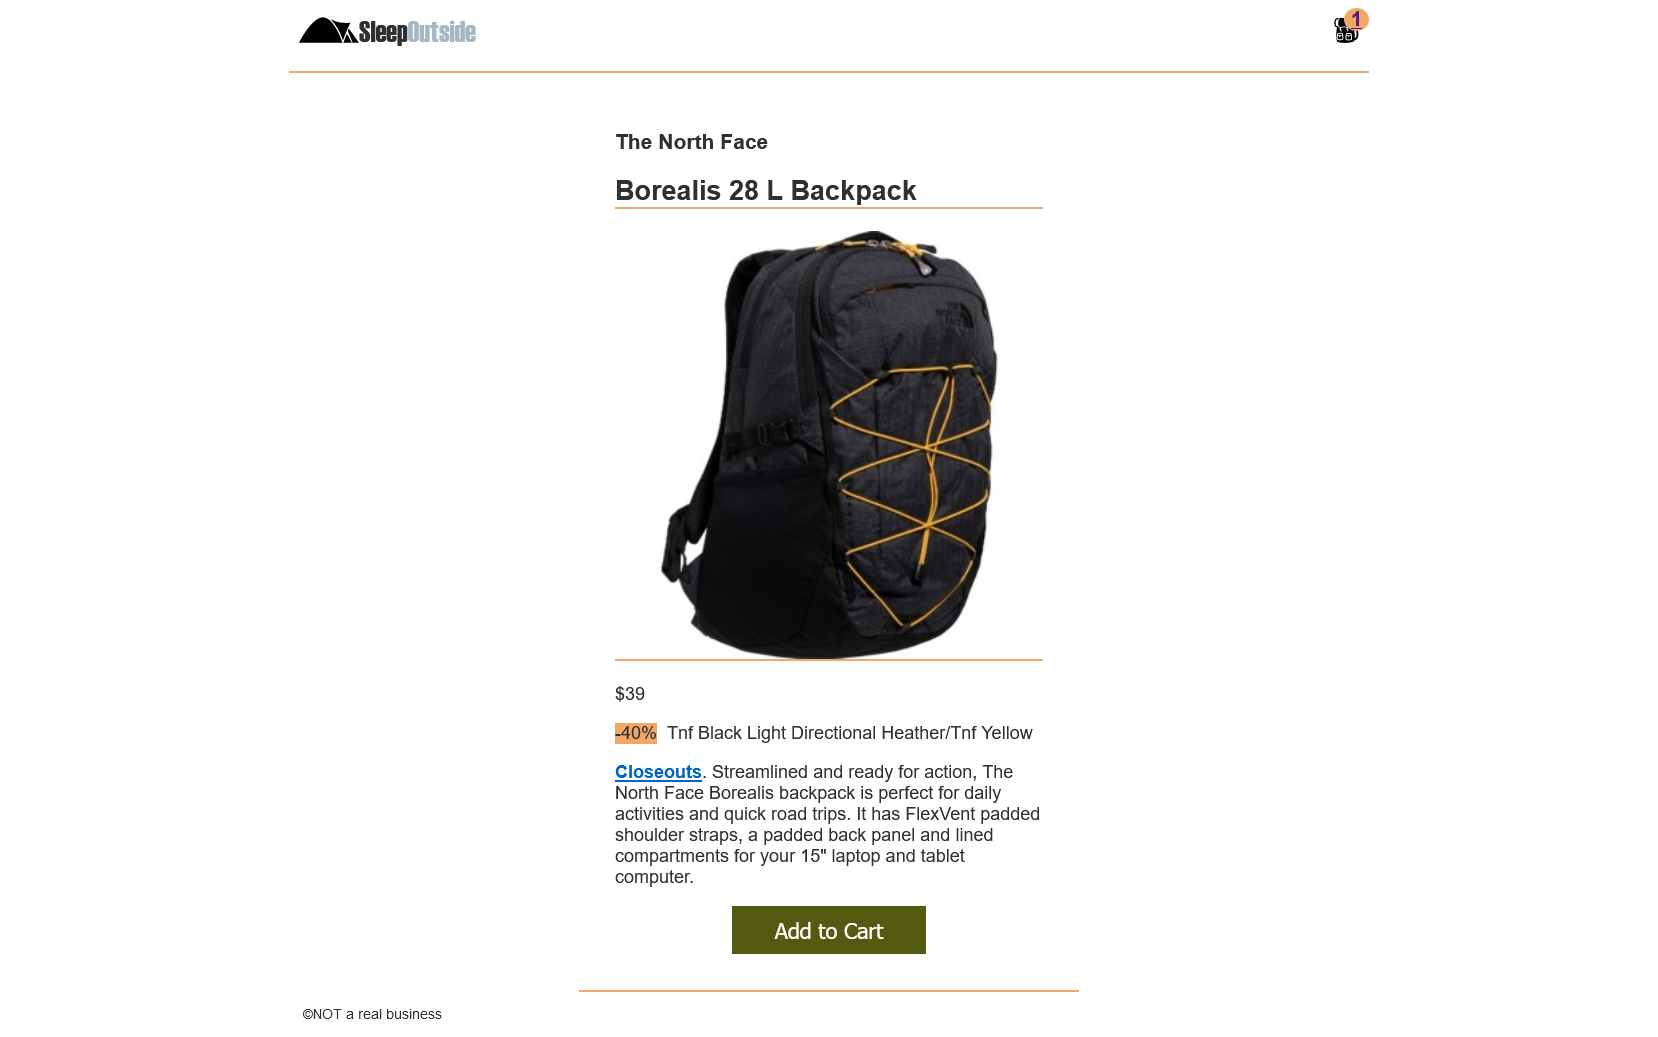 SleepOutside
1
The North Face
Borealis 28 L Backpack
THE
NORTH
FACE
$39
-40% Tnf Black Light Directional Heather/Tnf Yellow
Closeouts. Streamlined and ready for action, The
North Face Borealis backpack is perfect for daily
activities and quick road trips. It has FlexVent padded
shoulder straps, a padded back panel and lined
compartments for your 15" laptop and tablet
computer.
Add to Cart
©NOT a real business